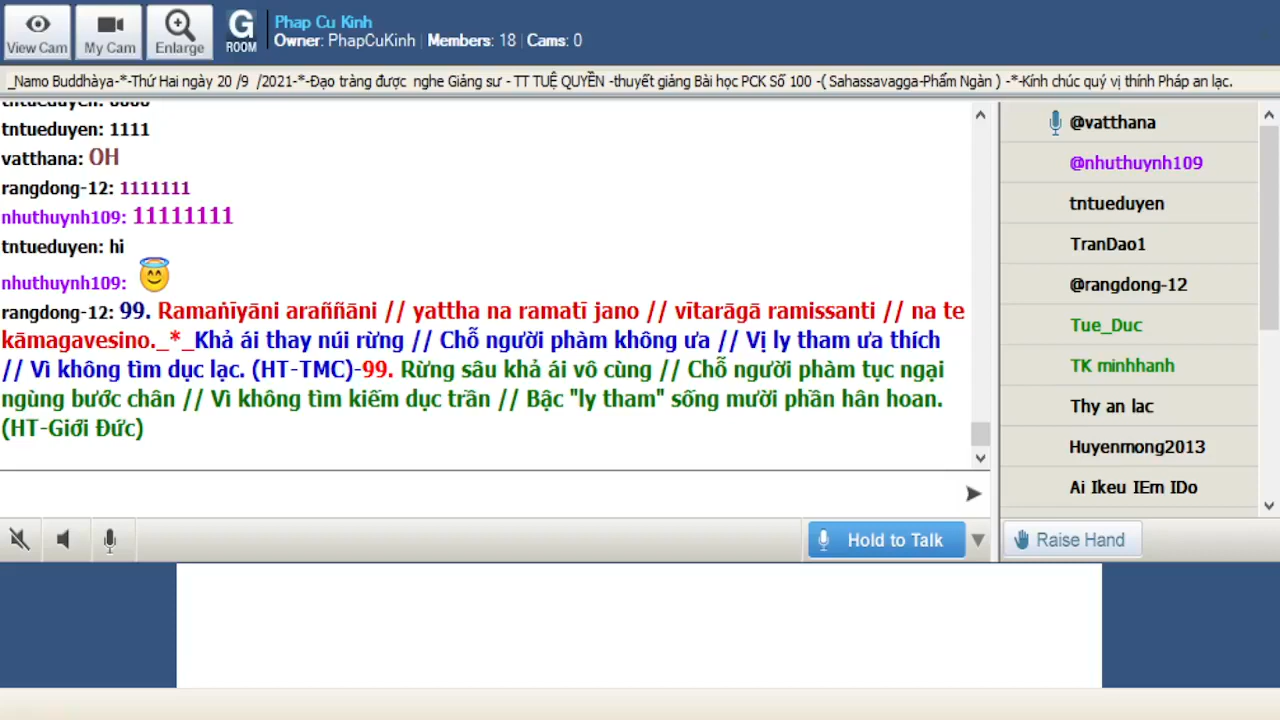 View Cam
My Cam
Enlarge
G
ROOM
Phap Cu Kinh
Owner: PhapCuKinh | Members: 18 | Cams: 0
_Namo Buddhàya-*-Thứ Hai ngày 20 /9 /2021-*-Đạo tràng được nghe Giảng sư - TT TUỆ QUYỀN -thuyết giảng Bài học PCK Số 100 -( Sahassavagga-Phẩm Ngàn ) -*-Kính chúc quý vị thính Pháp an lạc.
tntueduyen: 1111
vatthana: OH
rangdong-12: 1111111
nhuthuynh109: 11111111
tntueduyen: hi
nhuthuynh109:
rangdong-12: 99. Ramaṅīyāni araññāni // yattha na ramatī jano // vītarāgā ramissanti // na te
kāmagavesino._*_Khả ái thay núi rừng // Chỗ người phàm không ưa // Vị ly tham ưa thích
// Vì không tìm dục lạc. (HT-TMC)-99. Rừng sâu khả ái vô cùng // Chỗ người phàm tục ngại
ngùng bước chân // Vì không tìm kiếm dục trần // Bậc "ly tham" sống mười phần hân hoan.
(HT-Giới Đức)
@vatthana
@nhuthuynh109
tntueduyen
TranDao1
@rangdong-12
Tue_Duc
TK minhhanh
Thy an lac
Huyenmong2013
Ai Ikeu IEm IDo
Hold to Talk
Raise Hand